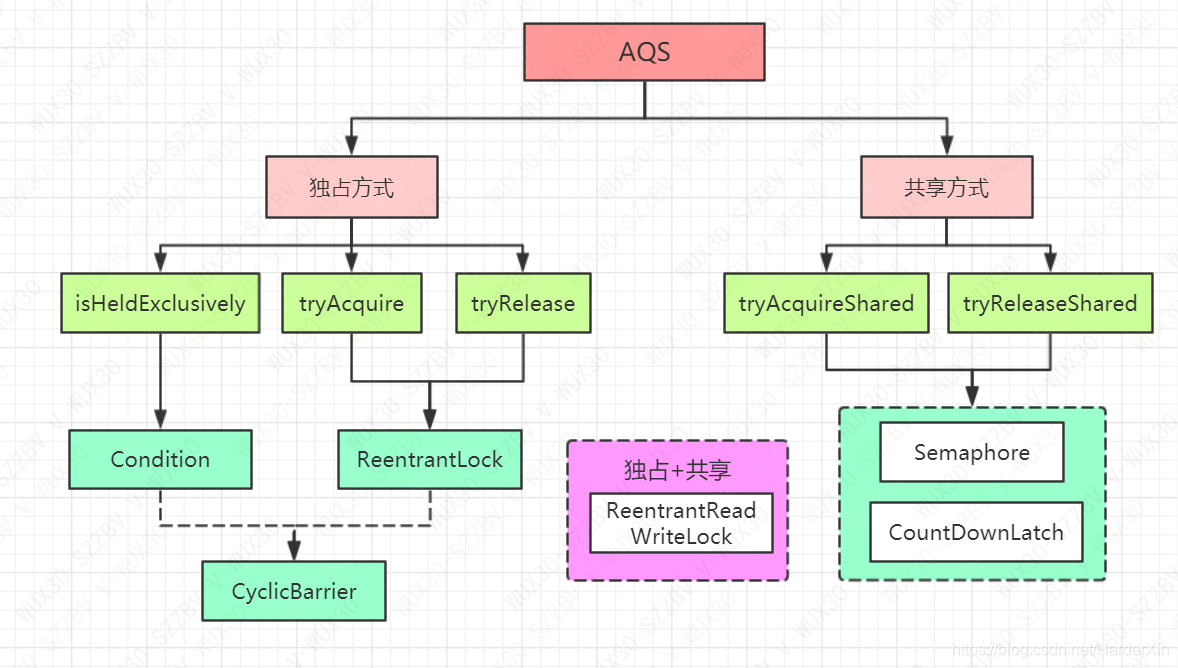 AQS
独占方式
共享方式
isHeldExclusively
tryAcquire
tryRelease
tryAcquireShared
tryReleaseShared
Condition
ReentrantLock
独占+共享
ReentrantRead
WriteLock
Semaphore
CountDownLatch
CyclicBarrier
https://blog.csdn.net/HarderXin